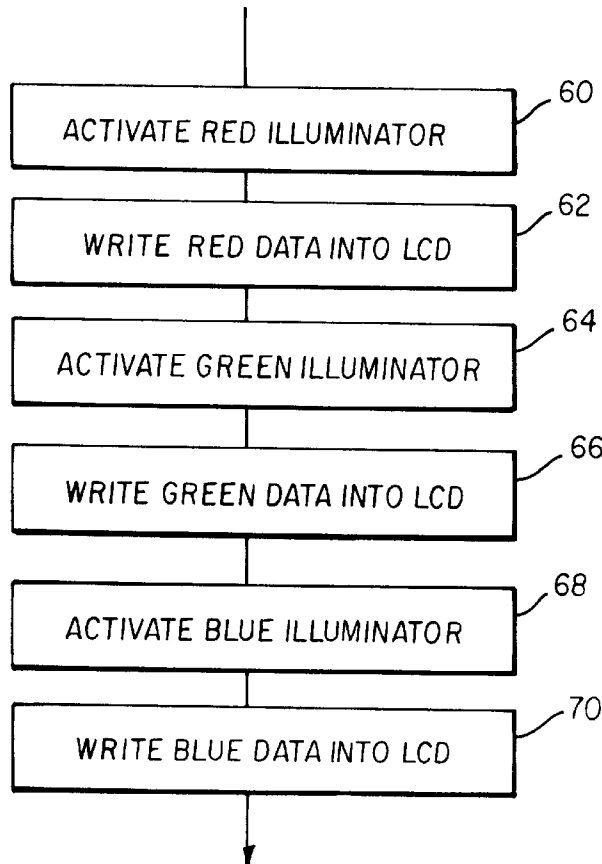 60
ACTIVATE RED ILLUMINATOR
62
WRITE RED DATA INTO LCD
64
ACTIVATE GREEN ILLUMINATOR
66
WRITE GREEN DATA INTO LCD
68
ACTIVATE BLUE ILLUMINATOR
70
WRITE BLUE DATA INTO LCD